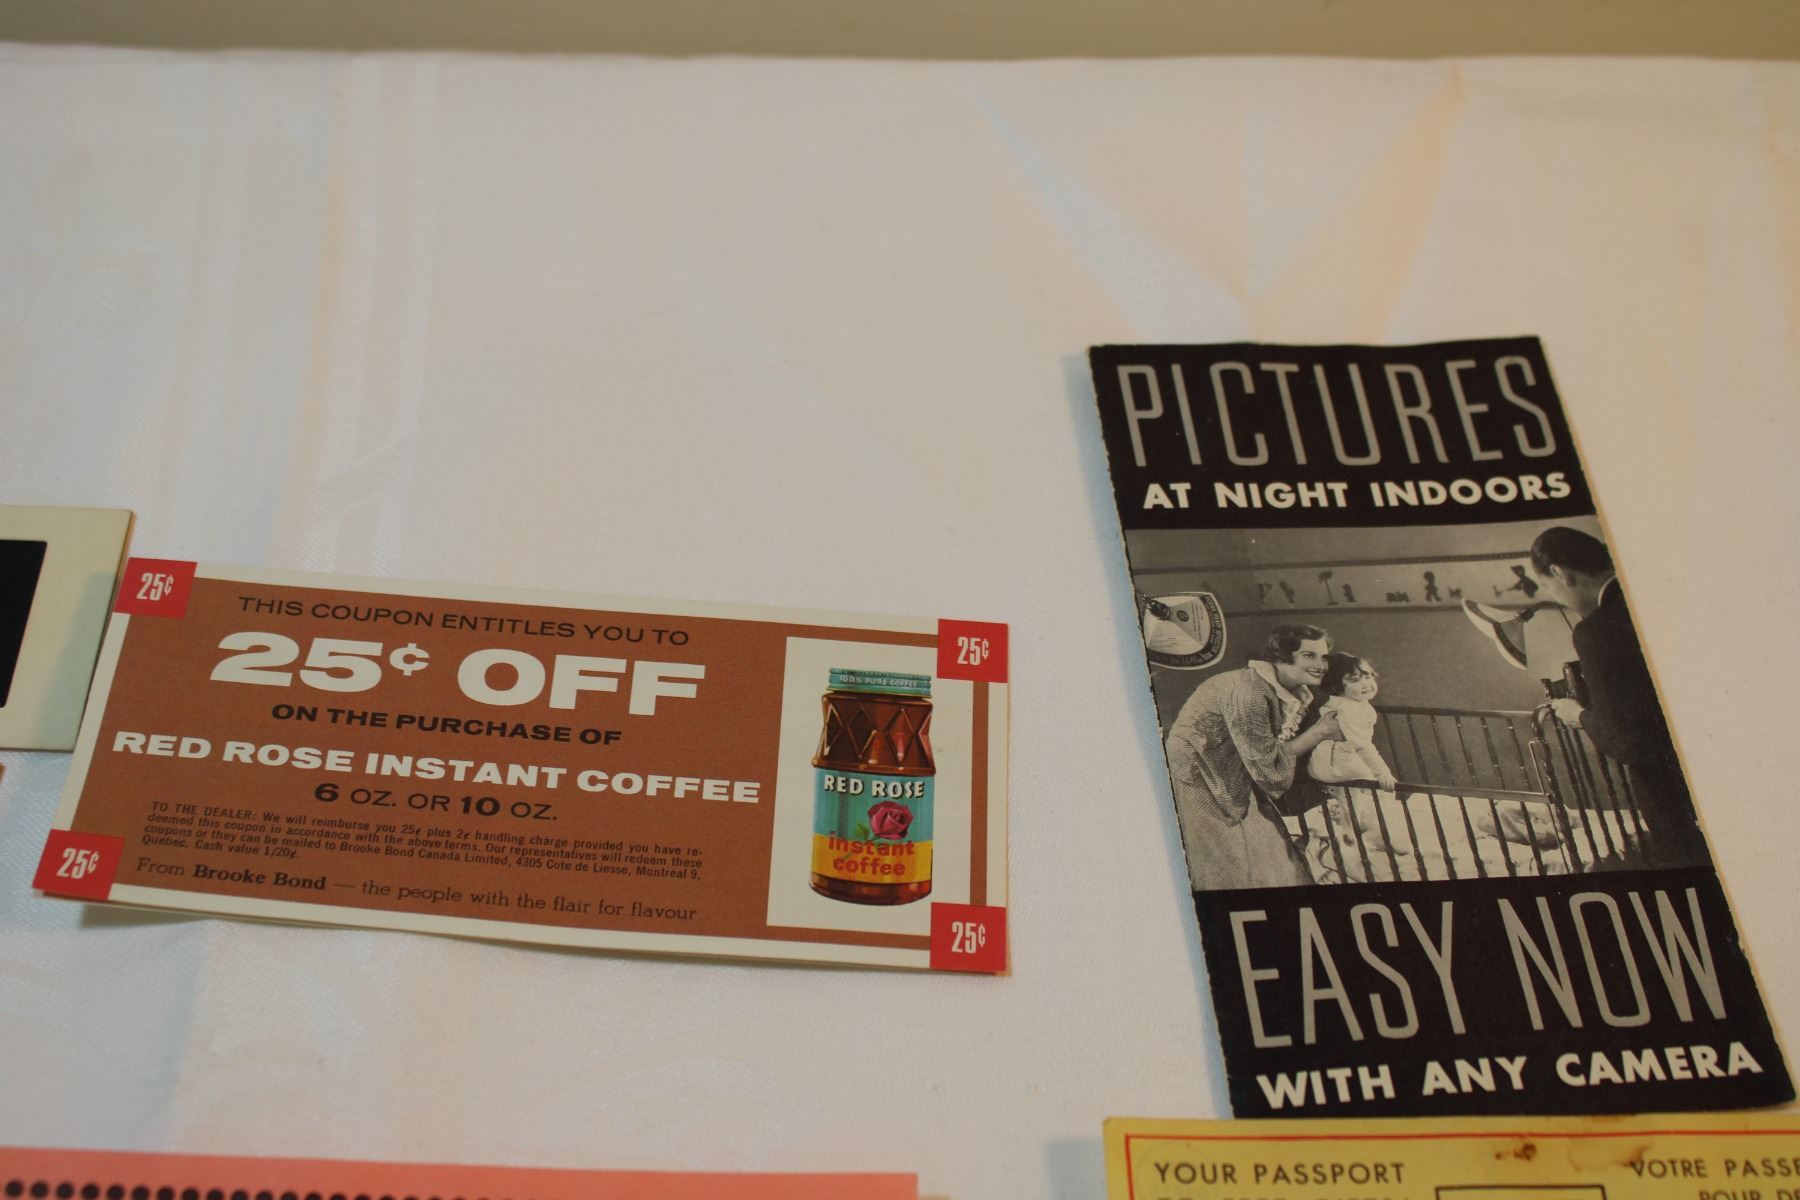 25¢
25¢
THIS COUPON ENTITLES YOU TO
25¢ OFF
ON THE PURCHASE OF
RED ROSE INSTANT COFFEE
6 OZ. OR 10 OZ.
TO THE DEALER: We will reimburse you 25¢ plus 2¢ handling charge provided you have re-
deemed this coupon in accordance with the above terms. Our representatives will redeem these
coupons or they can be mailed to Brooke Bond Canada Limited, 4305 Cote de Liesse, Montreal 9,
Quebec. Cash value 1/20¢.
From Brooke Bond — the people with the flair for flavour
25¢
25¢
100% PURE COFFEE
RED ROSE
instant
coffee
PICTURES
AT NIGHT INDOORS
EASY NOW
WITH ANY CAMERA
YOUR PASSPORT
VOTRE PASSE